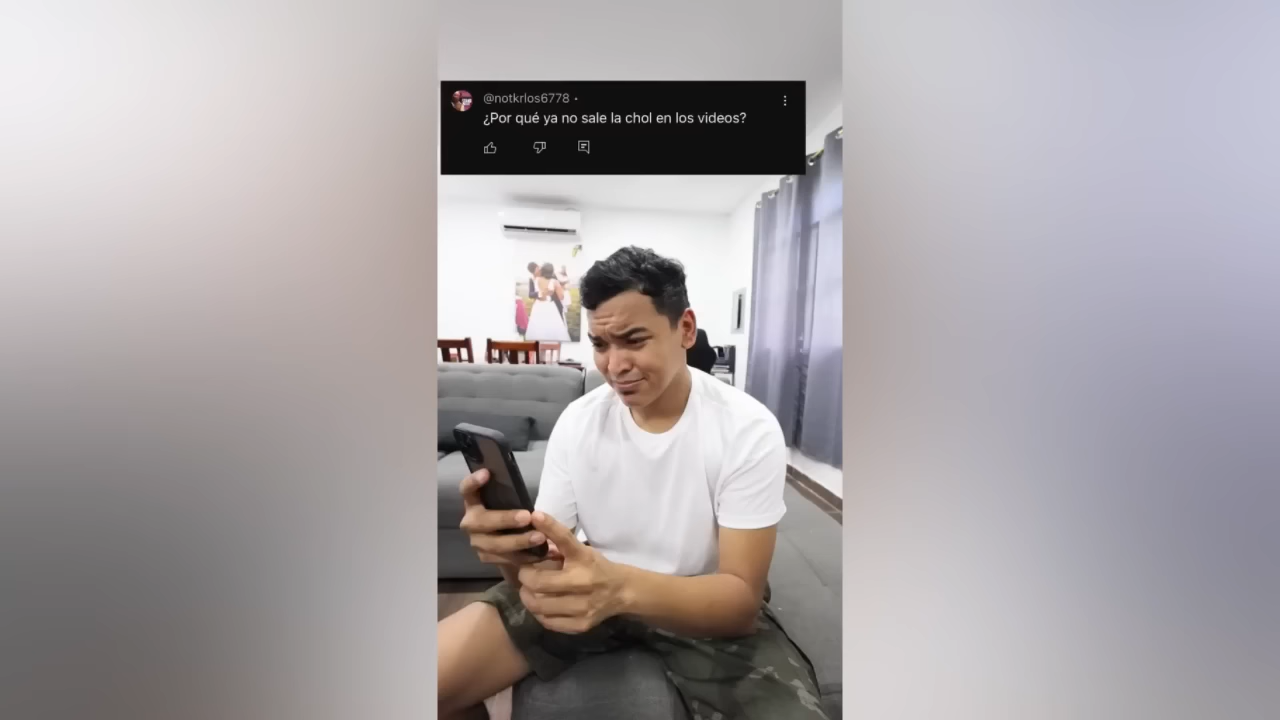 @notkrlos6778 •
¿Por qué ya no sale la chol en los videos?